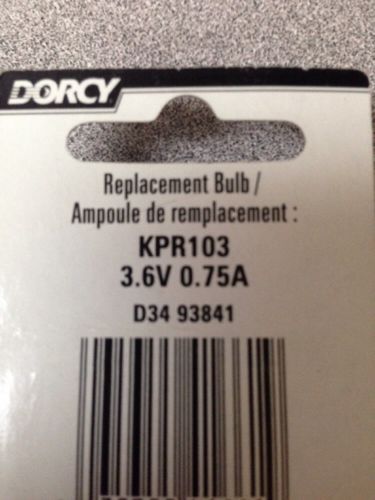 DORCY
Replacement Bulb /
Ampoule de remplacement :
KPR103
3.6V 0.75A
D34 93841